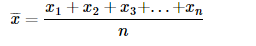 x̅ = (x₁ + x₂ + x₃+…+xₙ) / n